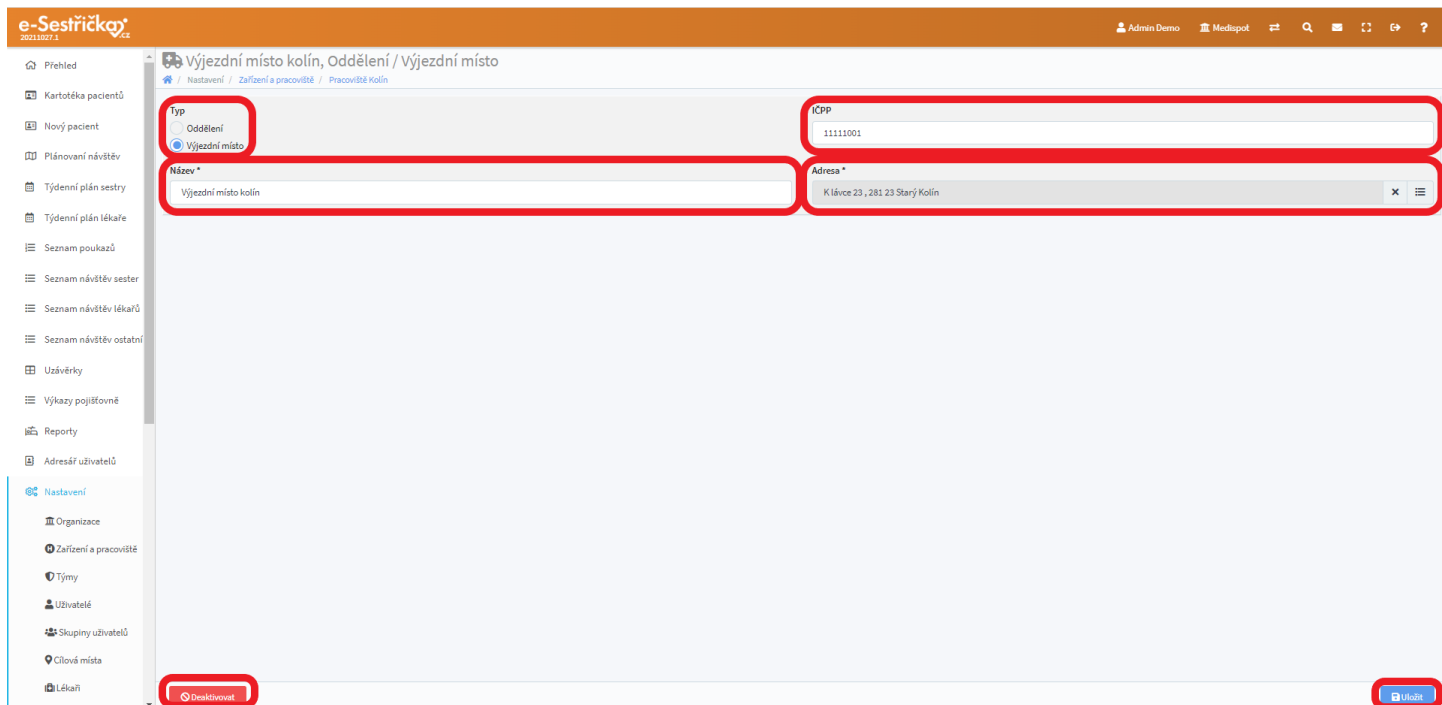 e-Sestřička.cz
20211027.1
Admin Demo Medispot ?
Přehled
Kartotéka pacientů
Nový pacient
Plánovaní návštěv
Týdenní plán sestry
Týdenní plán lékaře
Seznam poukazů
Seznam návštěv sester
Seznam návštěv lékařů
Seznam návštěv ostatní
Uzávěrky
Výkazy pojišťovně
Reporty
Adresář uživatelů
Nastavení
Organizace
Zařízení a pracoviště
Týmy
Uživatelé
Skupiny uživatelů
Cílová místa
Lékaři
Výjezdní místo kolín, Oddělení / Výjezdní místo
/ Nastavení / Zařízení a pracoviště / Pracoviště Kolín
Typ
Oddělení
Výjezdní místo
IČPP
11111001
Název *
Výjezdní místo kolín
Adresa *
K lávce 23 , 281 23 Starý Kolín
Deaktivovat
Uložit